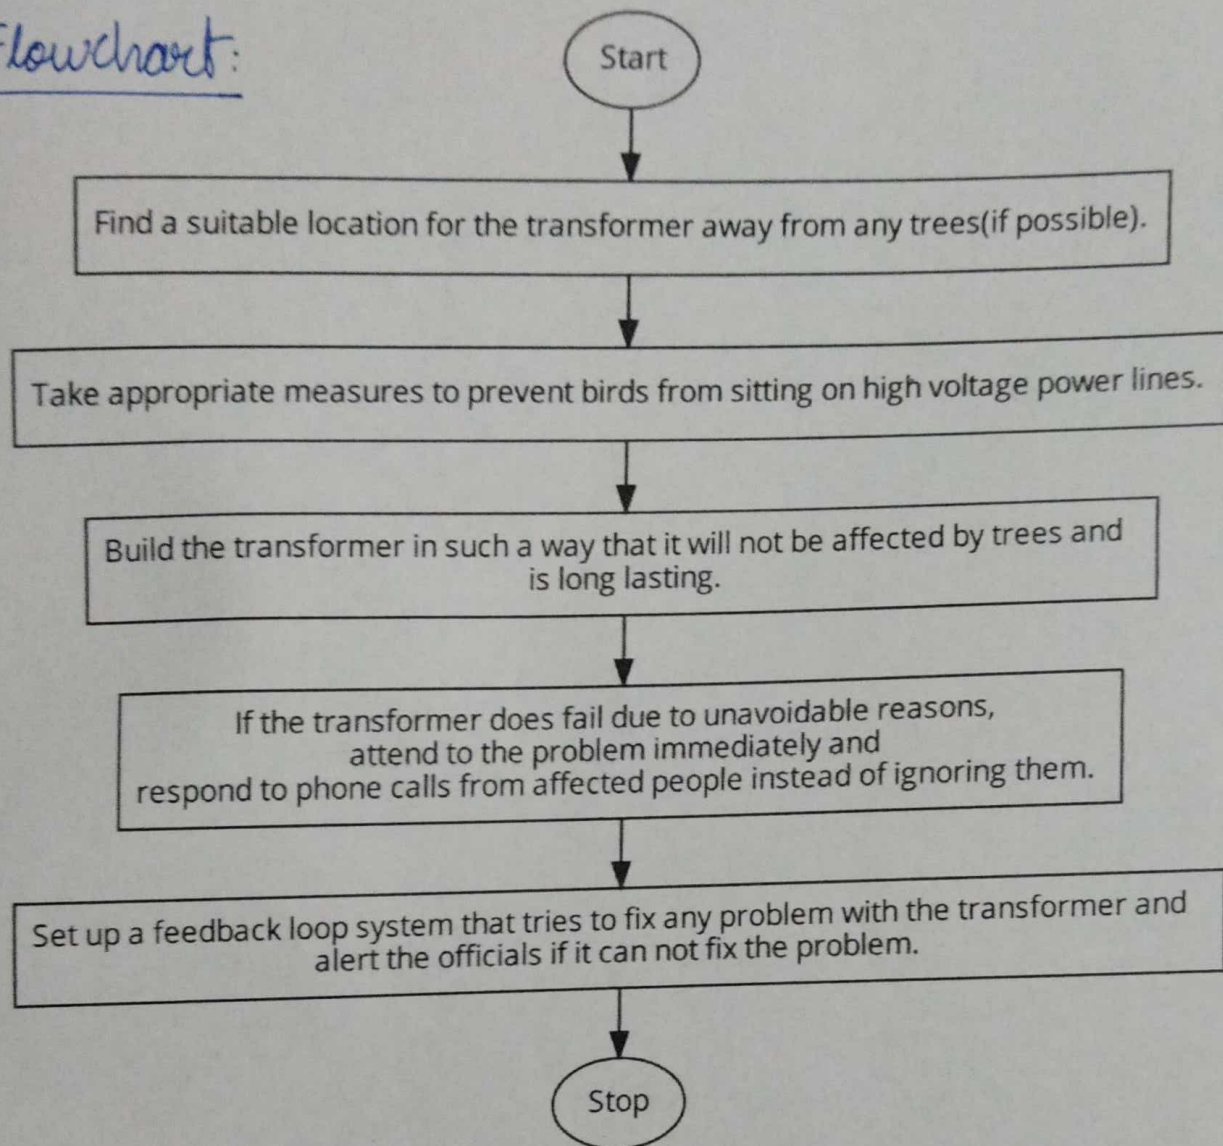 Flowchart:
Start
Find a suitable location for the transformer away from any trees(if possible).
Take appropriate measures to prevent birds from sitting on high voltage power lines.
Build the transformer in such a way that it will not be affected by trees and
is long lasting.
If the transformer does fail due to unavoidable reasons,
attend to the problem immediately and
respond to phone calls from affected people instead of ignoring them.
Set up a feedback loop system that tries to fix any problem with the transformer and
alert the officials if it can not fix the problem.
Stop